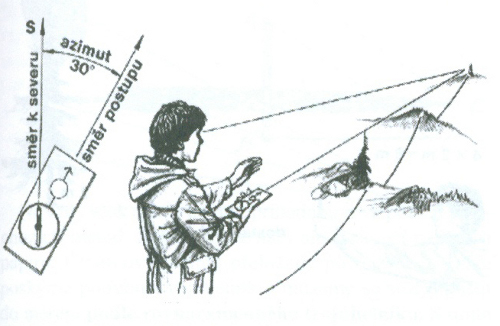 S
azimut
30°
směr k severu
směr postupu